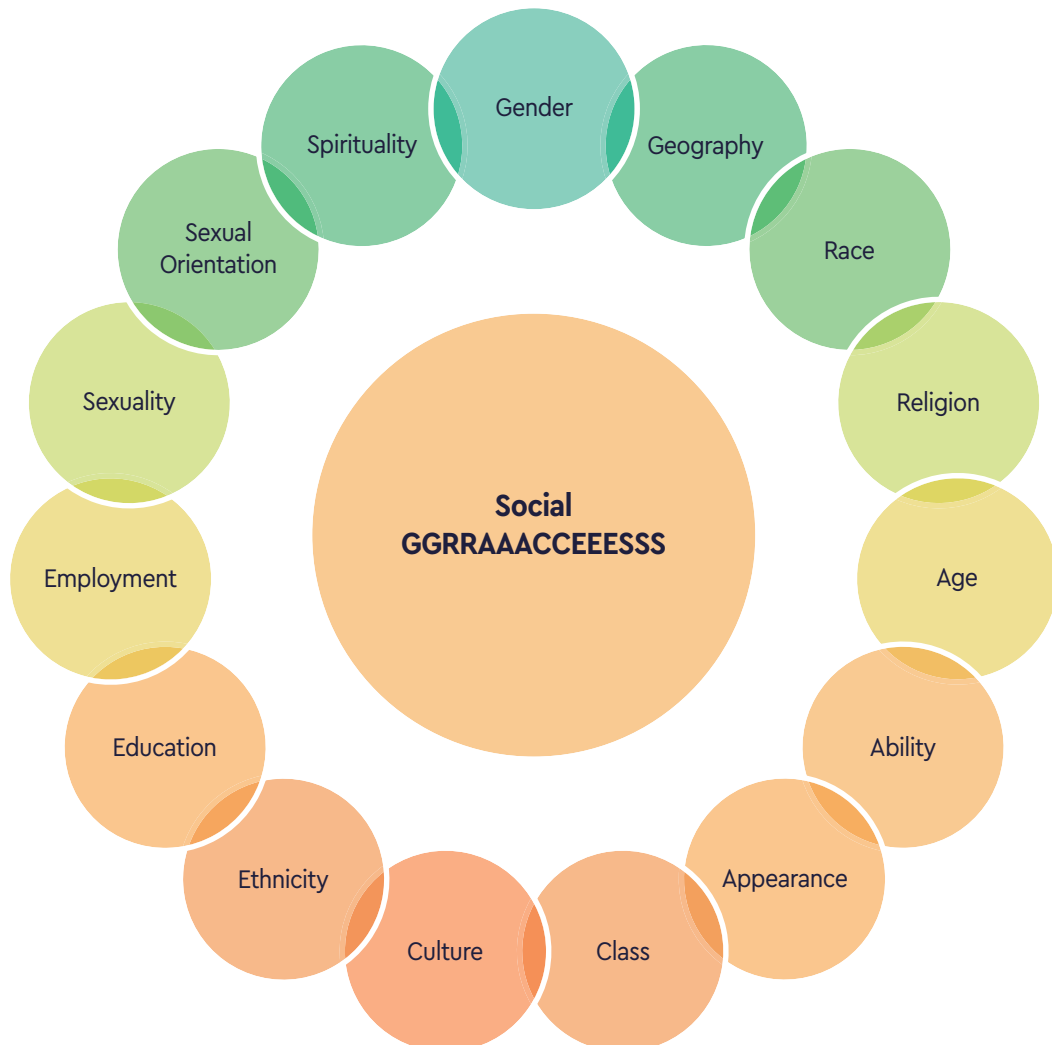 Gender
Geography
Race
Religion
Age
Ability
Appearance
Class
Culture
Ethnicity
Education
Employment
Sexuality
Sexual
Orientation
Spirituality
Social
GGRRAAACCEEESSS